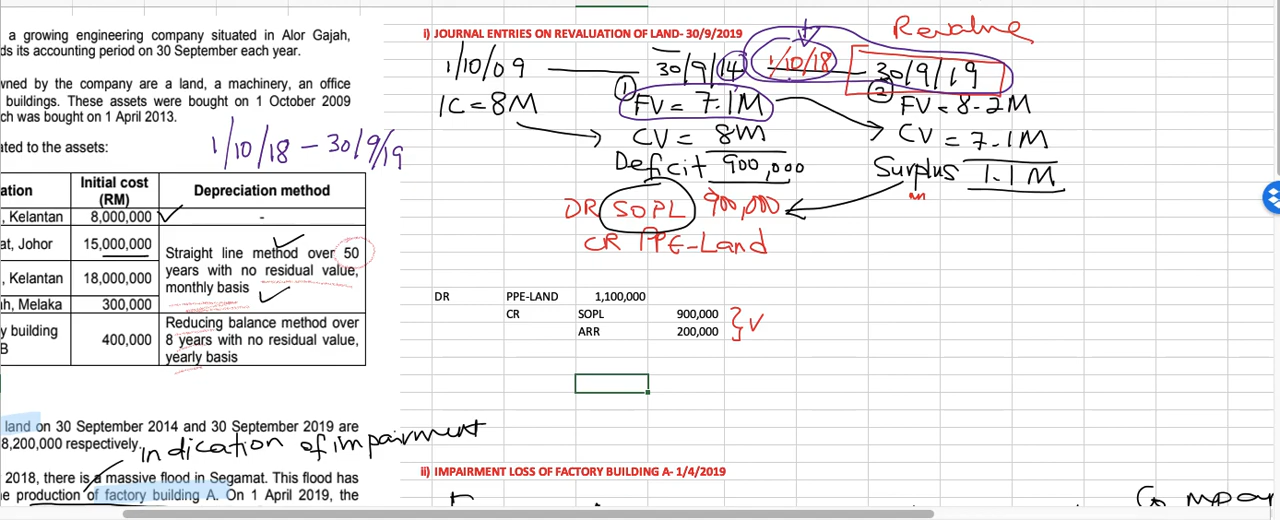 a growing engineering company situated in Alor Gajah,
ds its accounting period on 30 September each year.
wned by the company are a land, a machinery, an office
buildings. These assets were bought on 1 October 2009
ch was bought on 1 April 2013.
1/10/18 - 30/9/19
ated to the assets:
ation Initial cost (RM) Depreciation method
, Kelantan 8,000,000 -
at, Johor 15,000,000
Straight line method over 50
years with no residual value,
monthly basis
, Kelantan 18,000,000
ah, Melaka 300,000
y building
B
400,000
Reducing balance method over
8 years with no residual value,
yearly basis
land on 30 September 2014 and 30 September 2019 are
8,200,000 respectively.
Indication of impairment
2018, there is a massive flood in Segamat. This flood has
e production of factory building A. On 1 April 2019, the
i) JOURNAL ENTRIES ON REVALUATION OF LAND- 30/9/2019
Revalue
1/10/09 30/9/14 1/10/18 30/9/19
IC = 8M 1 FV = 7.1M 2 FV = 8.2M
CV = 8M CV = 7.1M
Deficit 900,000 Surplus 1.1M
DR SOPL 900,000
CR PPE-Land
DR PPE-LAND 1,100,000
CR SOPL 900,000
ARR 200,000
ii) IMPAIRMENT LOSS OF FACTORY BUILDING A- 1/4/2019